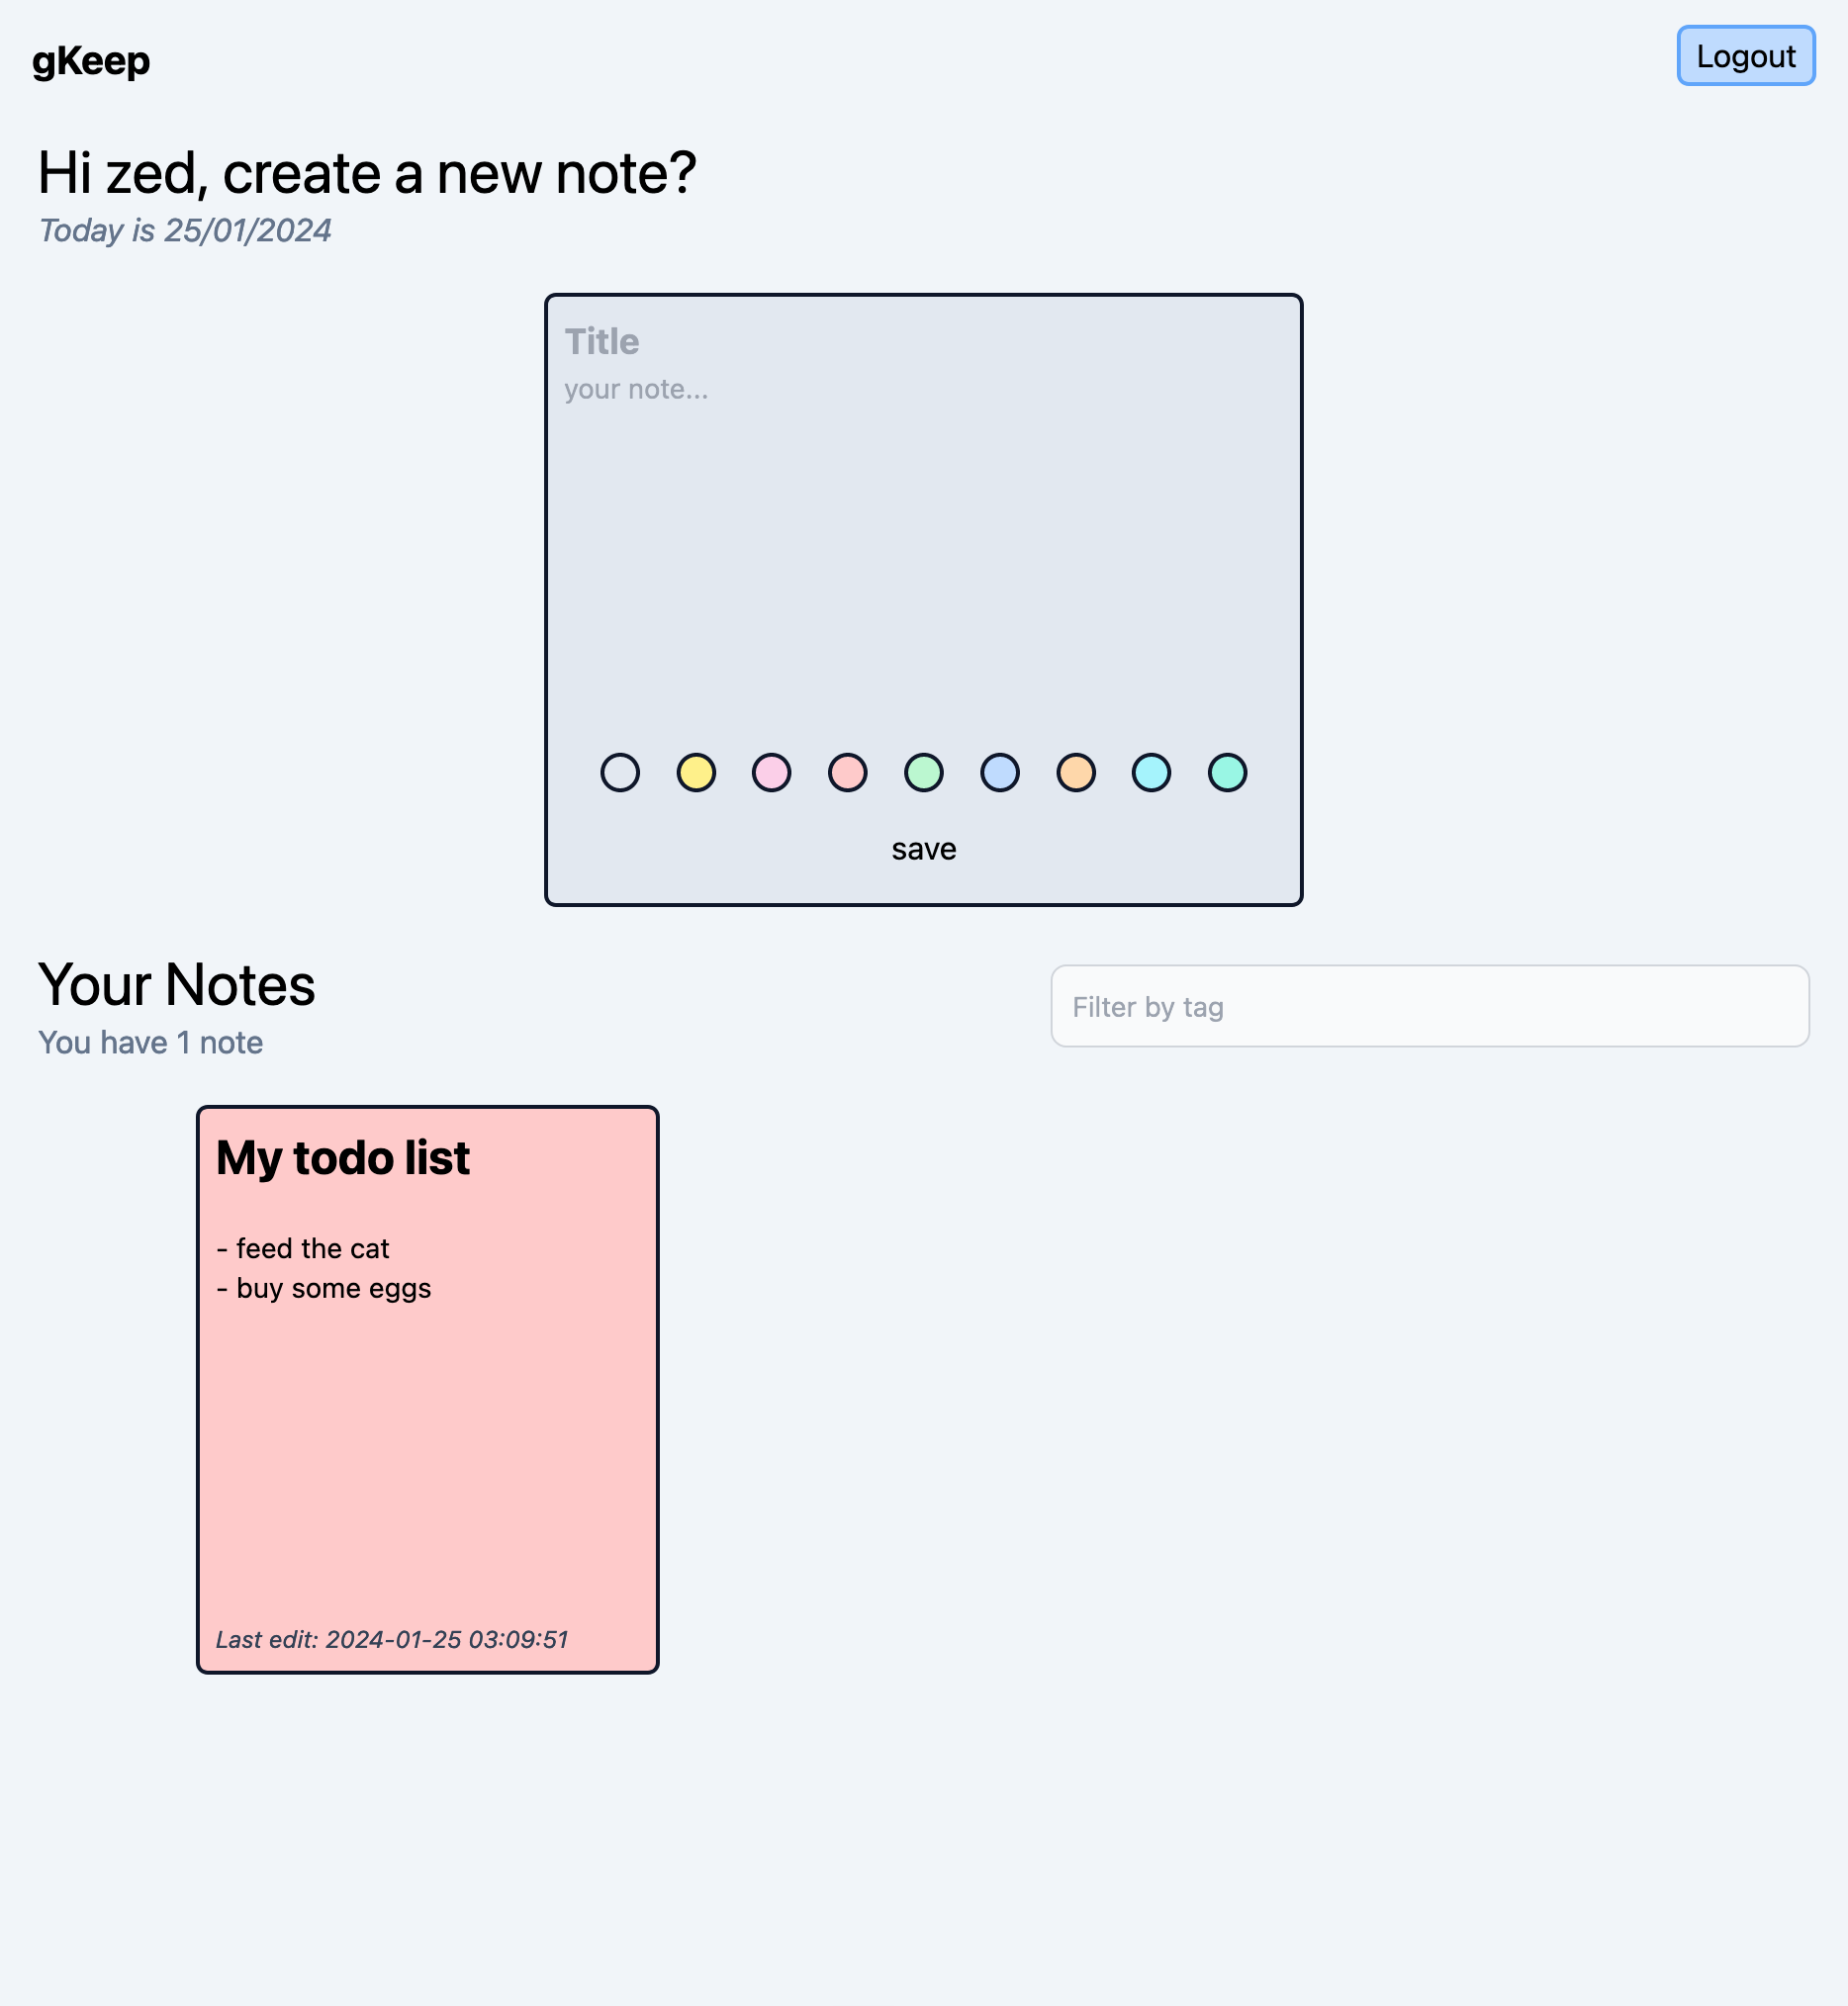 gKeep
Logout
Hi zed, create a new note?
Today is 25/01/2024
Title
your note...
save
Your Notes
You have 1 note
Filter by tag
My todo list
- feed the cat
- buy some eggs
Last edit: 2024-01-25 03:09:51